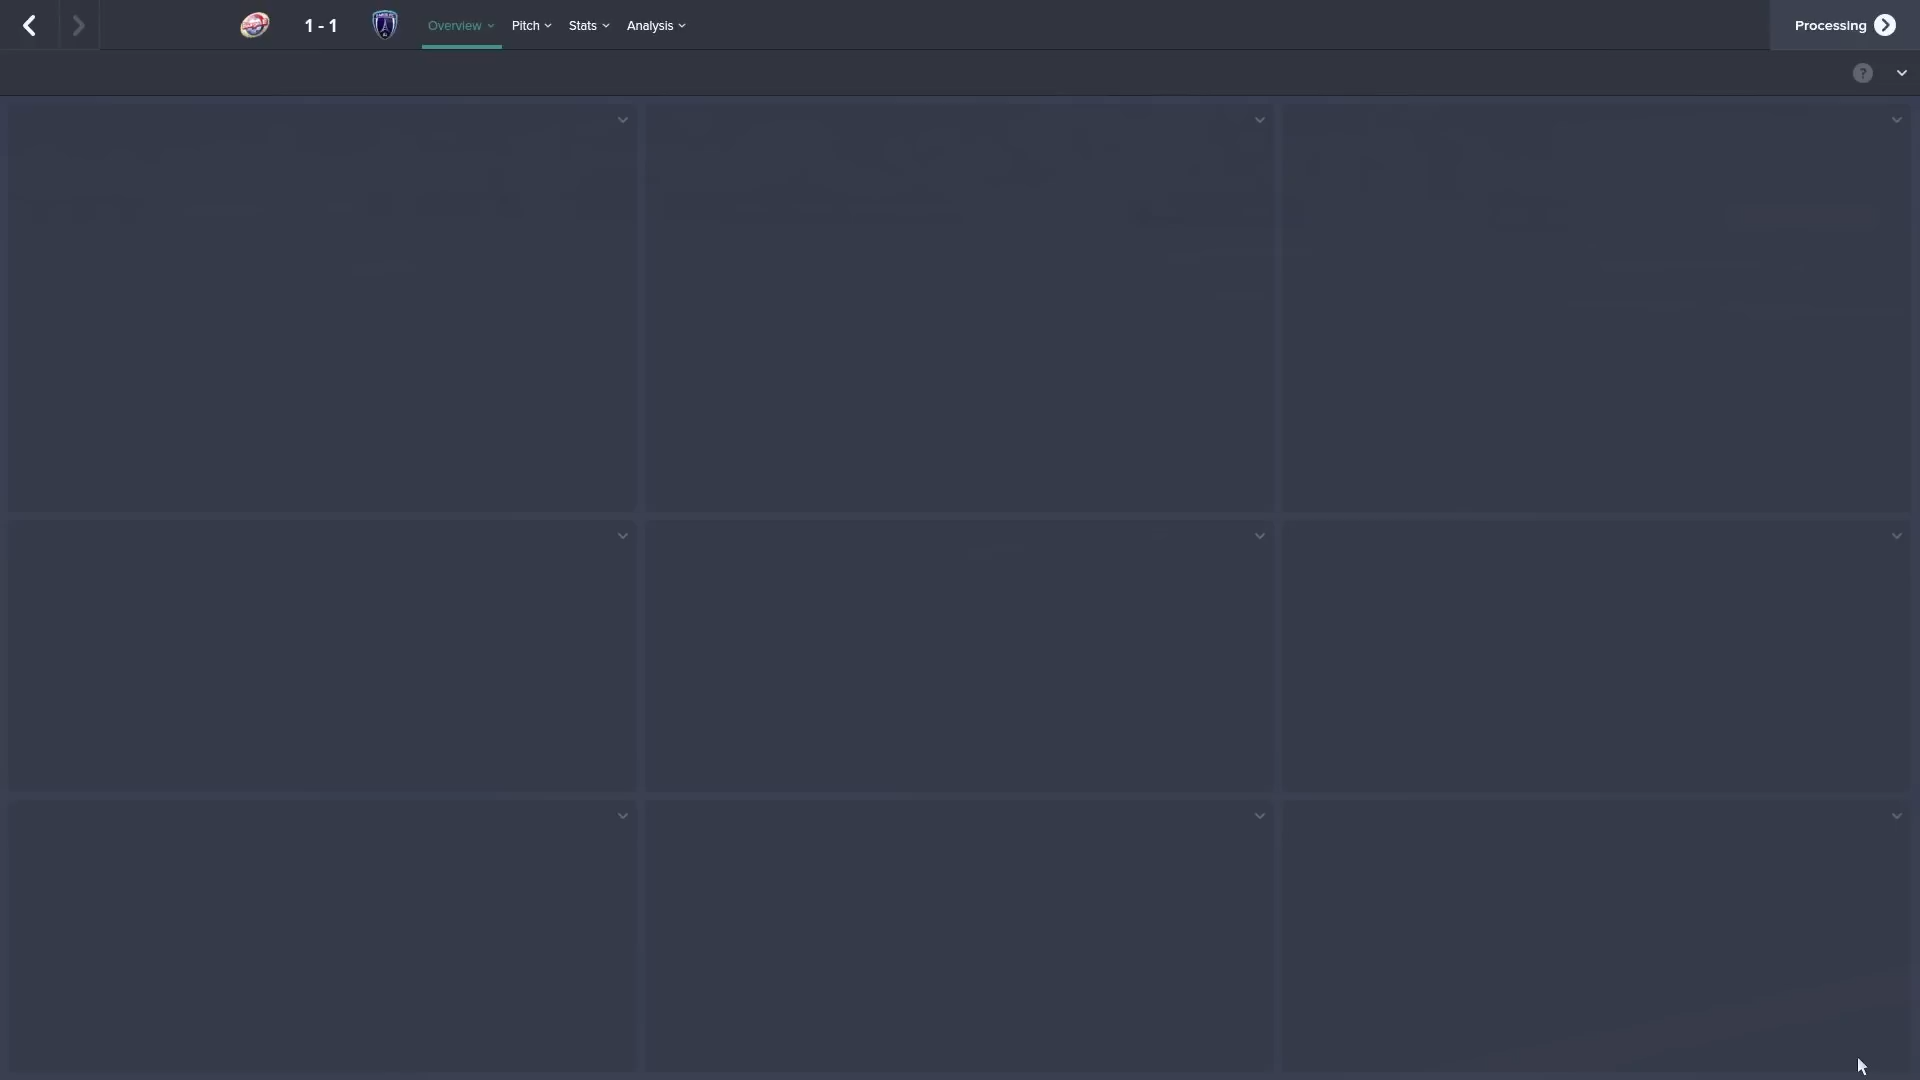 1 - 1
Overview
Pitch
Stats
Analysis
Processing
?